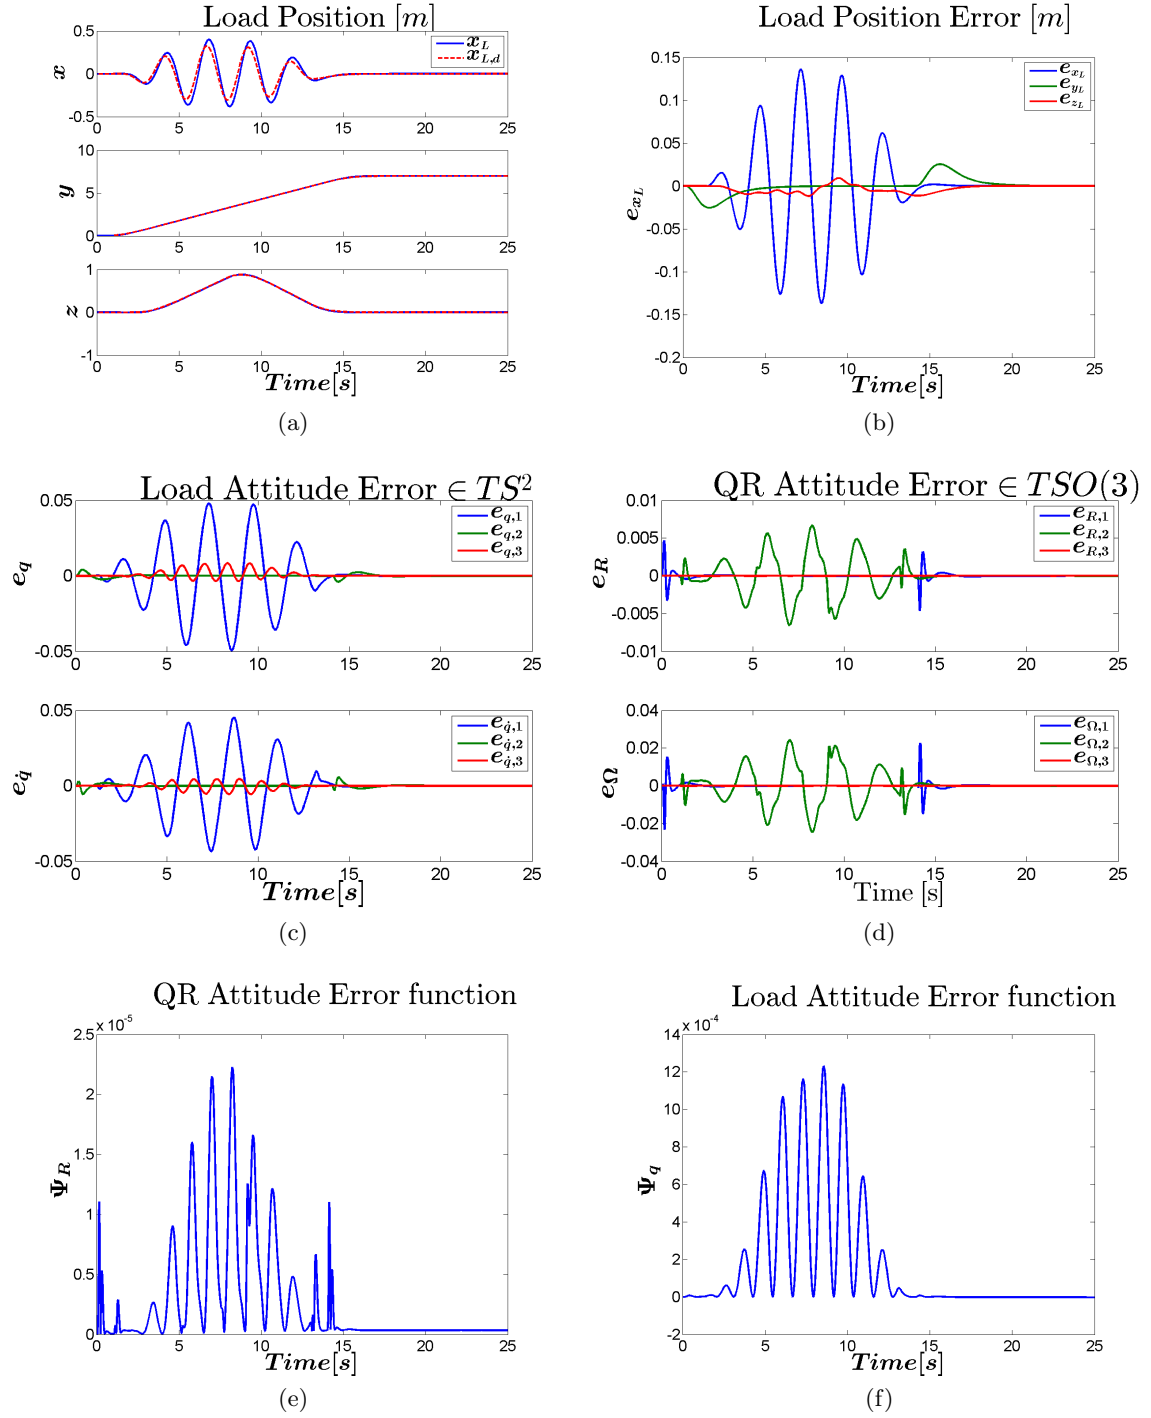 Load Position [m]
x_L
x_{L,d}
x
0.5
0
-0.5
0 5 10 15 20 25
y
10
5
0
0 5 10 15 20 25
z
1
0
-1
0 5 10 15 20 25
Time[s]
(a)
Load Position Error [m]
e_{x_L}
e_{y_L}
e_{z_L}
e_{x_L}
0.15
0.1
0.05
0
-0.05
-0.1
-0.15
-0.2
0 5 10 15 20 25
Time[s]
(b)
Load Attitude Error ∈ TS²
e_{q,1}
e_{q,2}
e_{q,3}
e_q
0.05
0
-0.05
0 5 10 15 20 25
e_{q̇,1}
e_{q̇,2}
e_{q̇,3}
e_{q̇}
0.05
0
-0.05
0 5 10 15 20 25
Time[s]
(c)
QR Attitude Error ∈ TSO(3)
e_{R,1}
e_{R,2}
e_{R,3}
e_R
0.01
0.005
0
-0.005
-0.01
0 5 10 15 20 25
e_{Ω,1}
e_{Ω,2}
e_{Ω,3}
e_Ω
0.04
0.02
0
-0.02
-0.04
0 5 10 15 20 25
Time [s]
(d)
QR Attitude Error function
x 10⁻⁵
Ψ_R
2.5
2
1.5
1
0.5
0
0 5 10 15 20 25
Time[s]
(e)
Load Attitude Error function
x 10⁻⁴
Ψ_q
14
12
10
8
6
4
2
0
-2
0 5 10 15 20 25
Time[s]
(f)